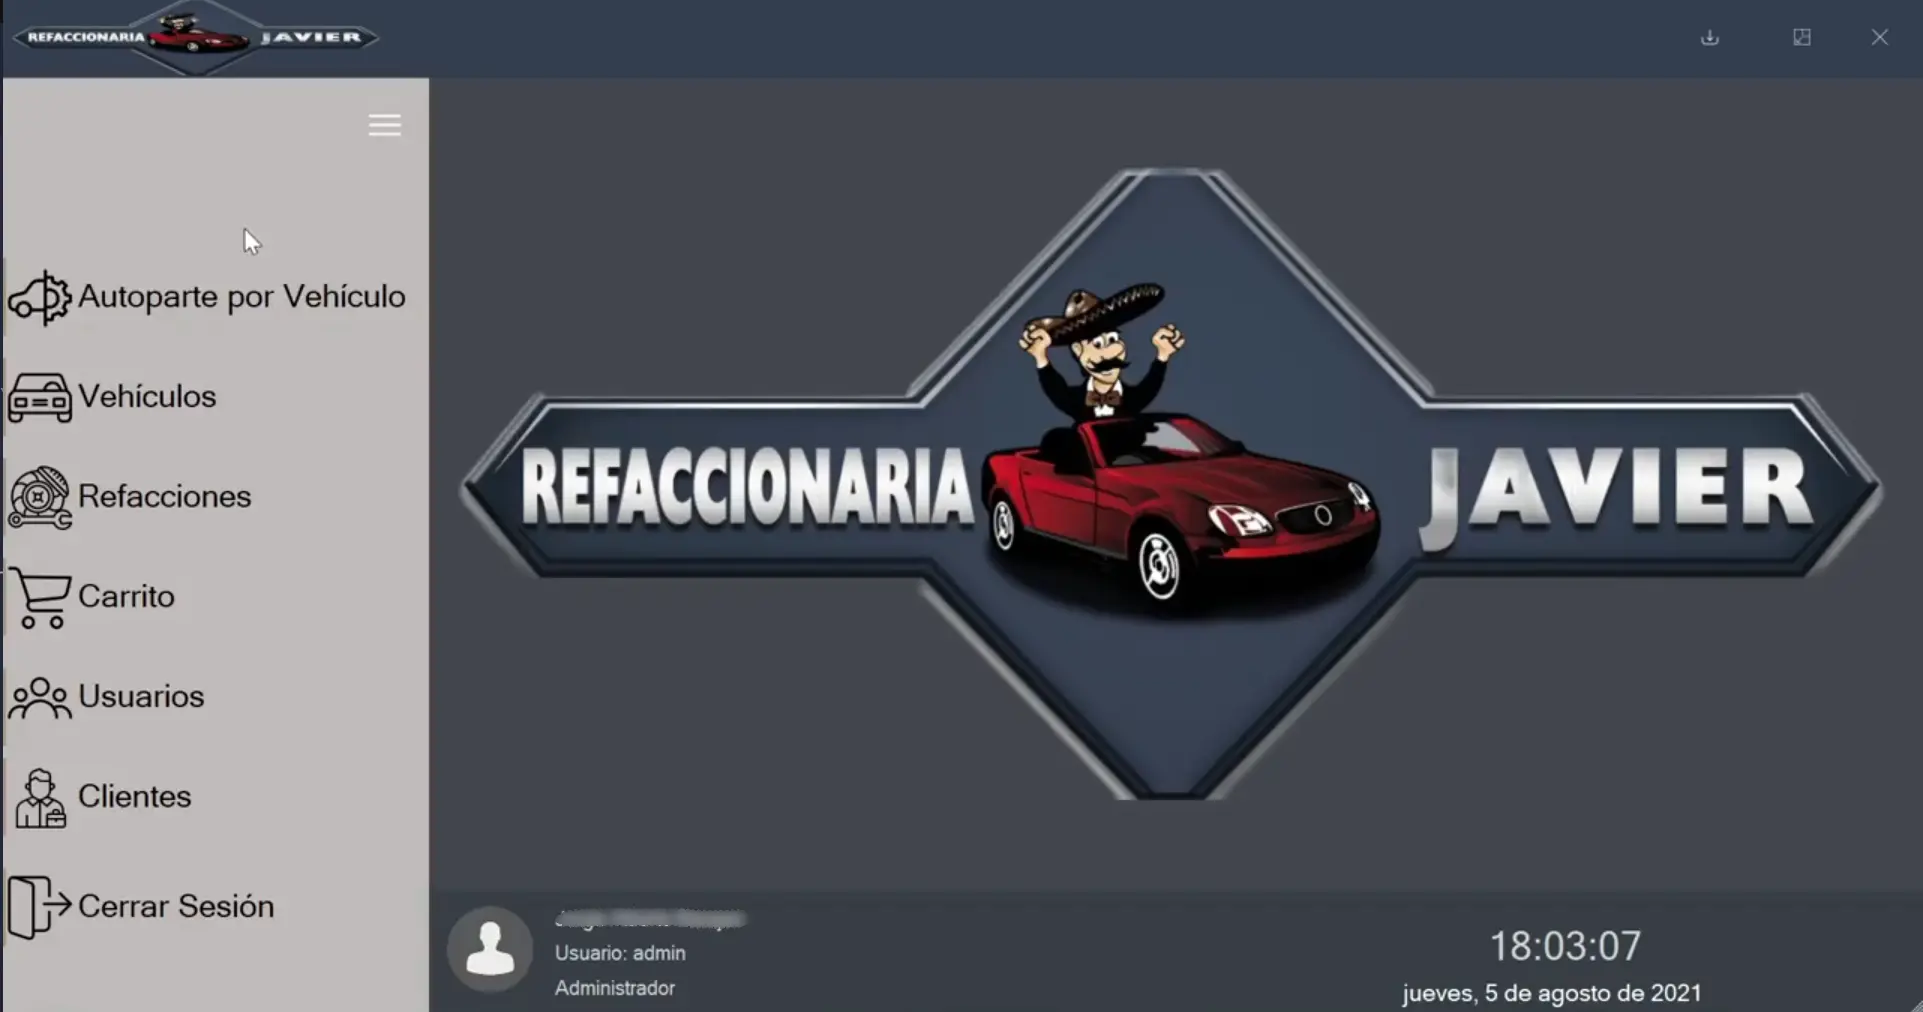 REFACCIONARIA JAVIER
Autoparte por Vehículo
Vehículos
Refacciones
Carrito
Usuarios
Clientes
Cerrar Sesión
REFACCIONARIA JAVIER
Usuario: admin
Administrador
18:03:07
jueves, 5 de agosto de 2021